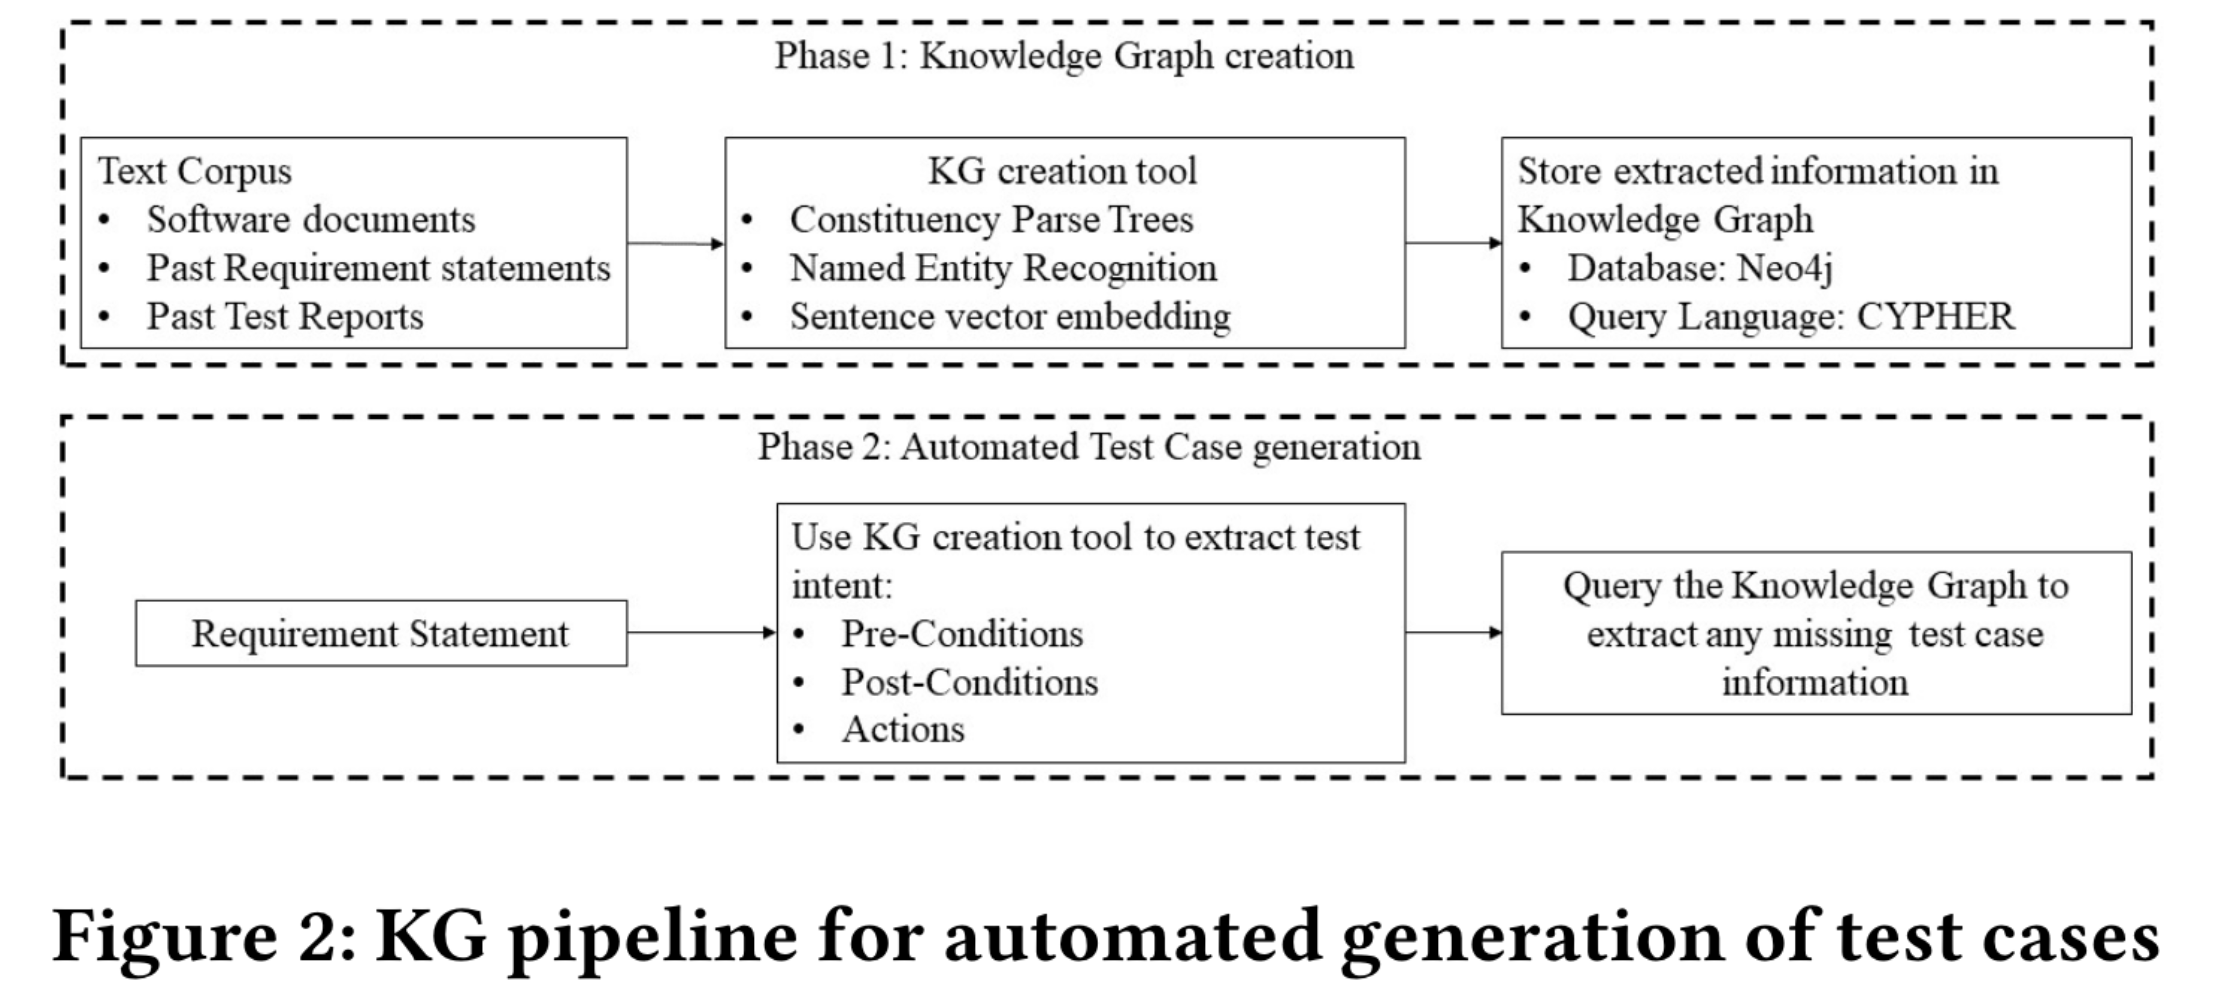 Phase 1: Knowledge Graph creation
Text Corpus
• Software documents
• Past Requirement statements
• Past Test Reports
KG creation tool
• Constituency Parse Trees
• Named Entity Recognition
• Sentence vector embedding
Store extracted information in
Knowledge Graph
• Database: Neo4j
• Query Language: CYPHER
Phase 2: Automated Test Case generation
Requirement Statement
Use KG creation tool to extract test
intent:
• Pre-Conditions
• Post-Conditions
• Actions
Query the Knowledge Graph to
extract any missing test case
information
Figure 2: KG pipeline for automated generation of test cases